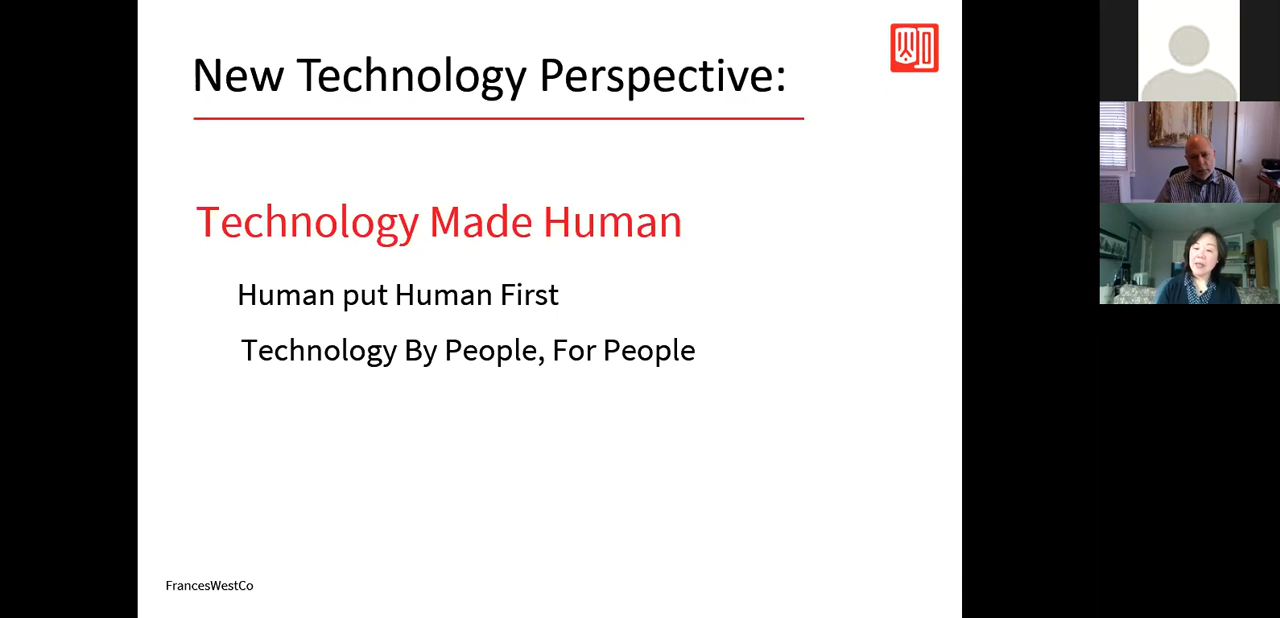 New Technology Perspective:
Technology Made Human
Human put Human First
Technology By People, For People
FrancesWestCo